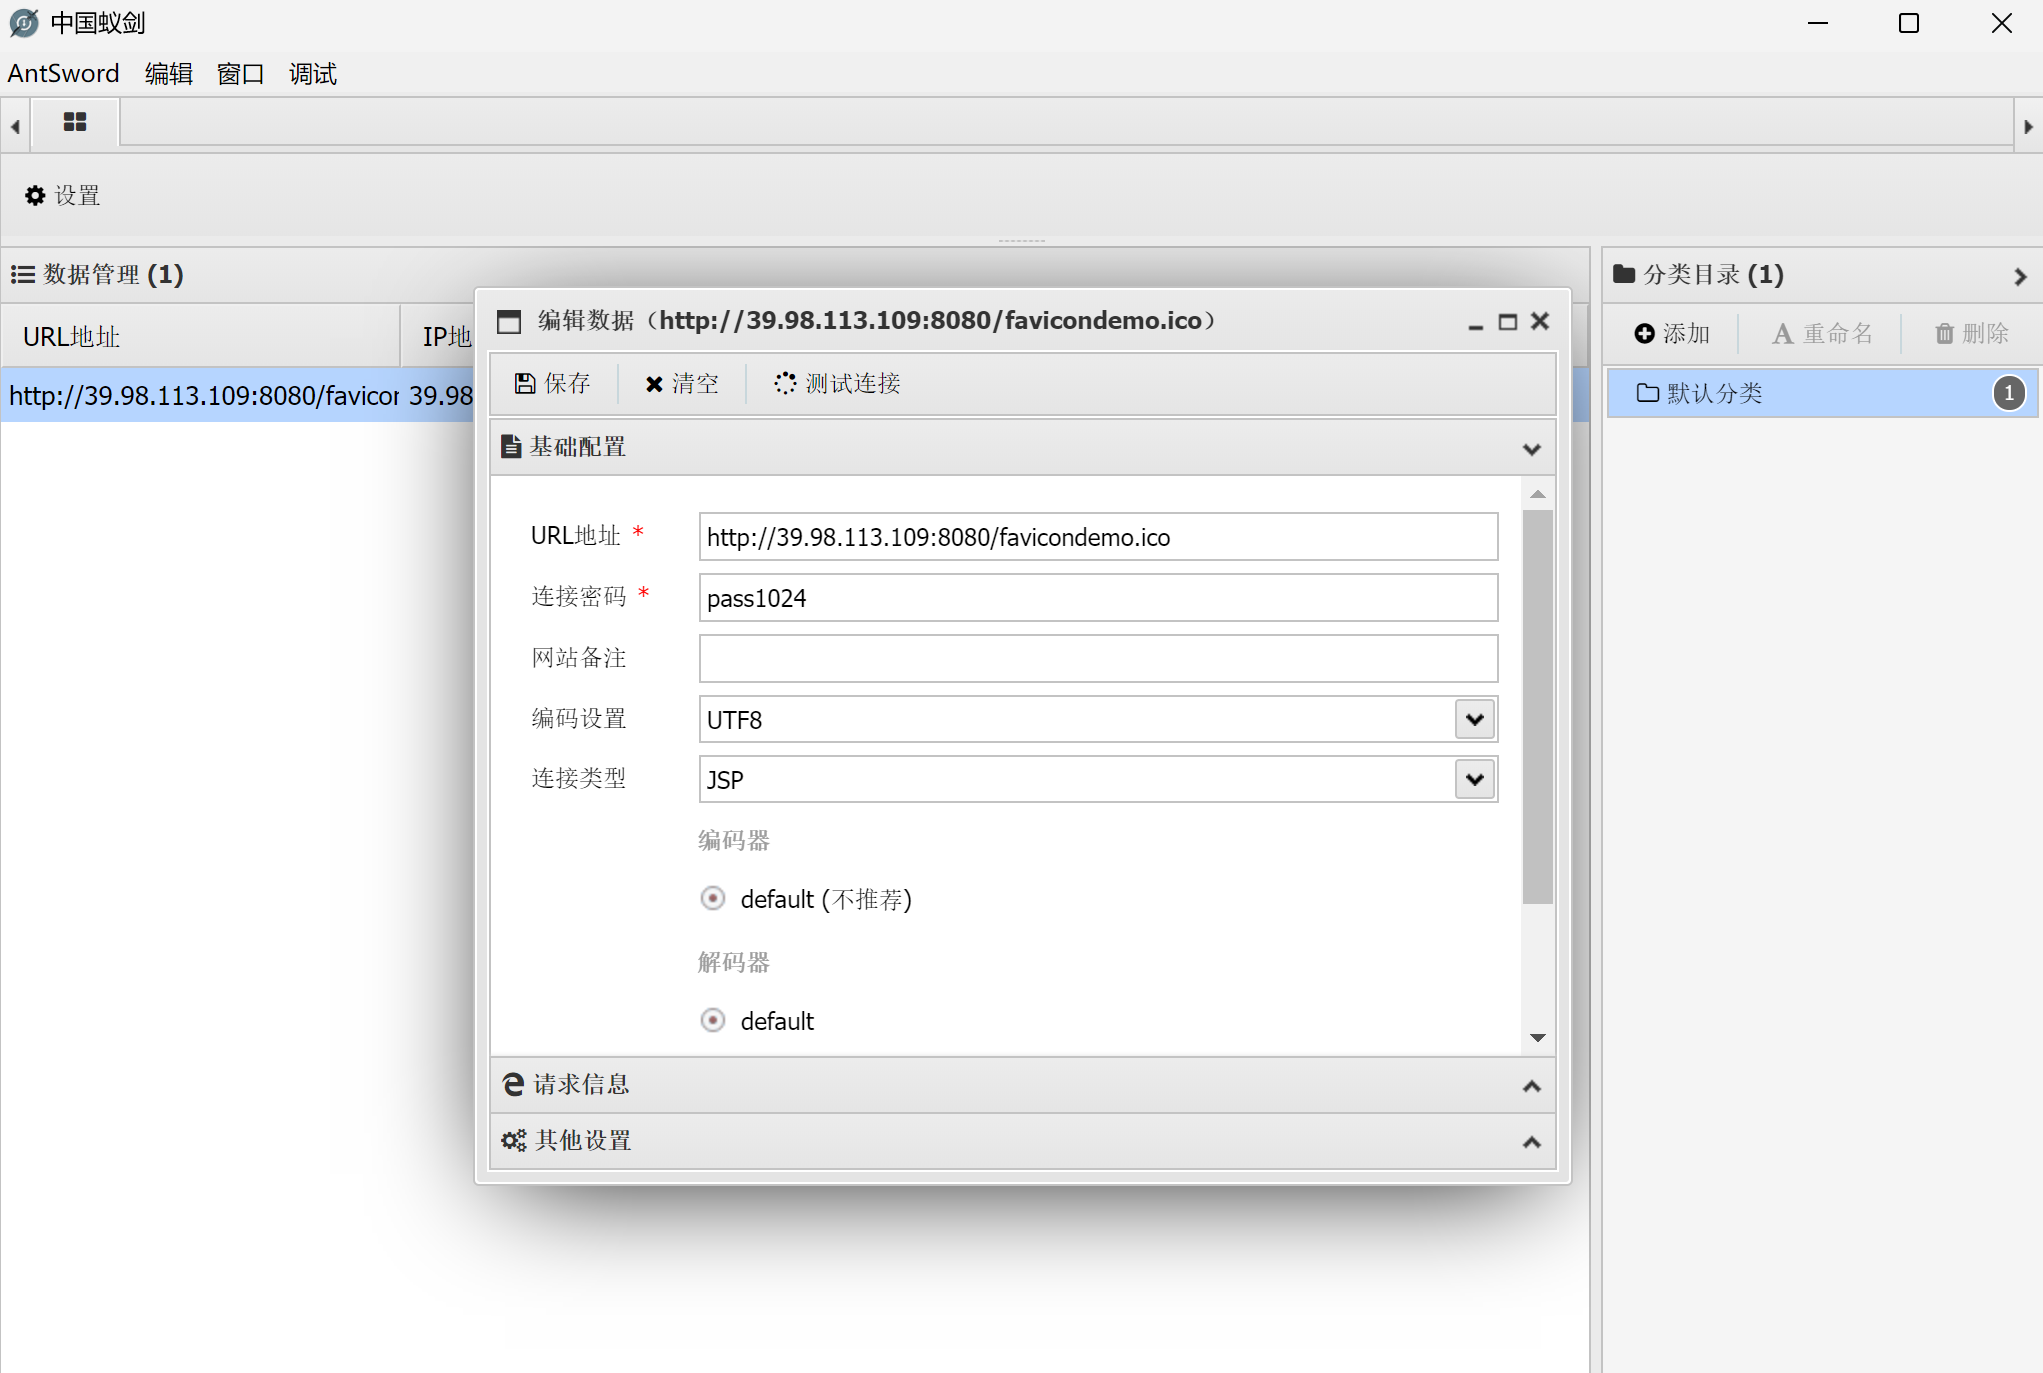 中国蚁剑
AntSword 编辑 窗口 调试
设置
数据管理 (1)
URL地址 IP地
http://39.98.113.109:8080/favicor 39.98
编辑数据（http://39.98.113.109:8080/favicondemo.ico）
保存 清空 测试连接
基础配置
URL地址 * http://39.98.113.109:8080/favicondemo.ico
连接密码 * pass1024
网站备注
编码设置 UTF8
连接类型 JSP
编码器
default (不推荐)
解码器
default
请求信息
其他设置
分类目录 (1)
添加 重命名 删除
默认分类 1